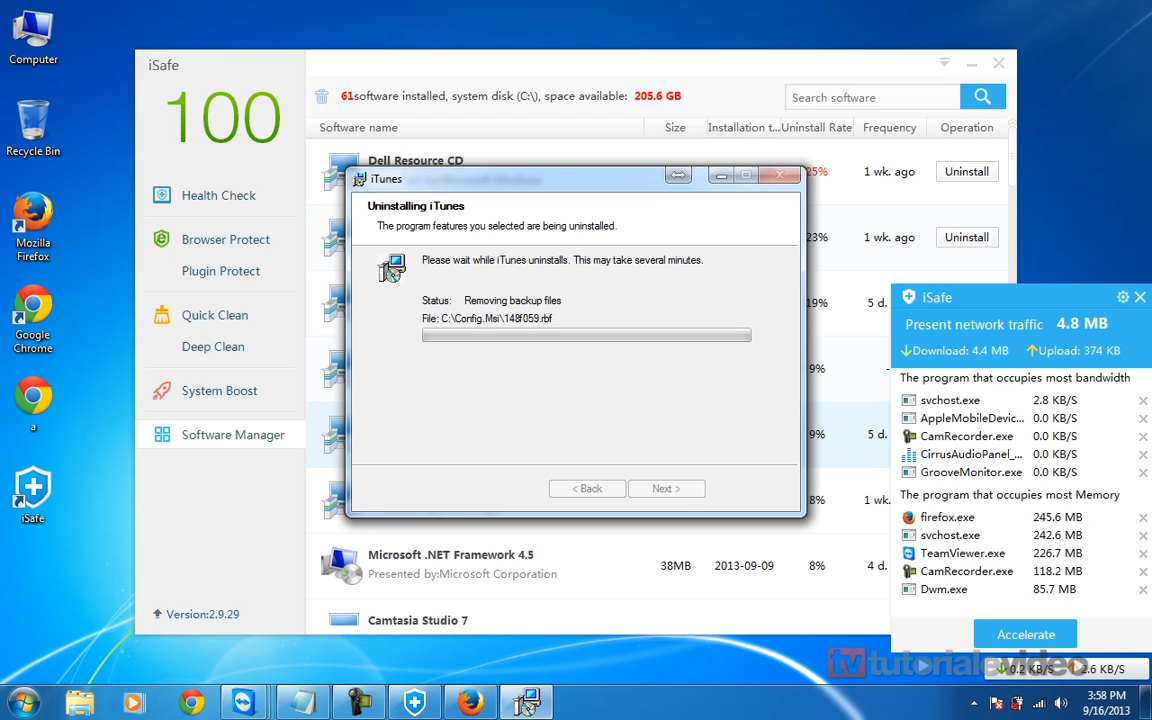 Computer
Recycle Bin
Mozilla
Firefox
Google
Chrome
a
iSafe
iSafe
100
Health Check
Browser Protect
Plugin Protect
Quick Clean
Deep Clean
System Boost
Software Manager
Version:2.9.29
61software installed, system disk (C:\), space available: 205.6 GB
Search software
Software name Size Installation t... Uninstall Rate Frequency Operation
Dell Resource CD
25% 1 wk. ago Uninstall
23% 1 wk. ago Uninstall
19% 5 d.
9% -
9% 5 d.
8% 1 wk.
Microsoft .NET Framework 4.5
Presented by:Microsoft Corporation
38MB 2013-09-09 8% 4 d.
Camtasia Studio 7
iTunes
Uninstalling iTunes
The program features you selected are being uninstalled.
Please wait while iTunes uninstalls. This may take several minutes.
Status: Removing backup files
File: C:\Config.Msi\148f059.rbf
< Back Next >
iSafe
Present network traffic 4.8 MB
Download: 4.4 MB Upload: 374 KB
The program that occupies most bandwidth
svchost.exe 2.8 KB/S
AppleMobileDevic... 0.0 KB/S
CamRecorder.exe 0.0 KB/S
CirrusAudioPanel_... 0.0 KB/S
GrooveMonitor.exe 0.0 KB/S
The program that occupies most Memory
firefox.exe 245.6 MB
svchost.exe 242.6 MB
TeamViewer.exe 226.7 MB
CamRecorder.exe 118.2 MB
Dwm.exe 85.7 MB
Accelerate
tvtutorialevideo
0.2 KB/S 2.6 KB/S
3:58 PM
9/16/2013